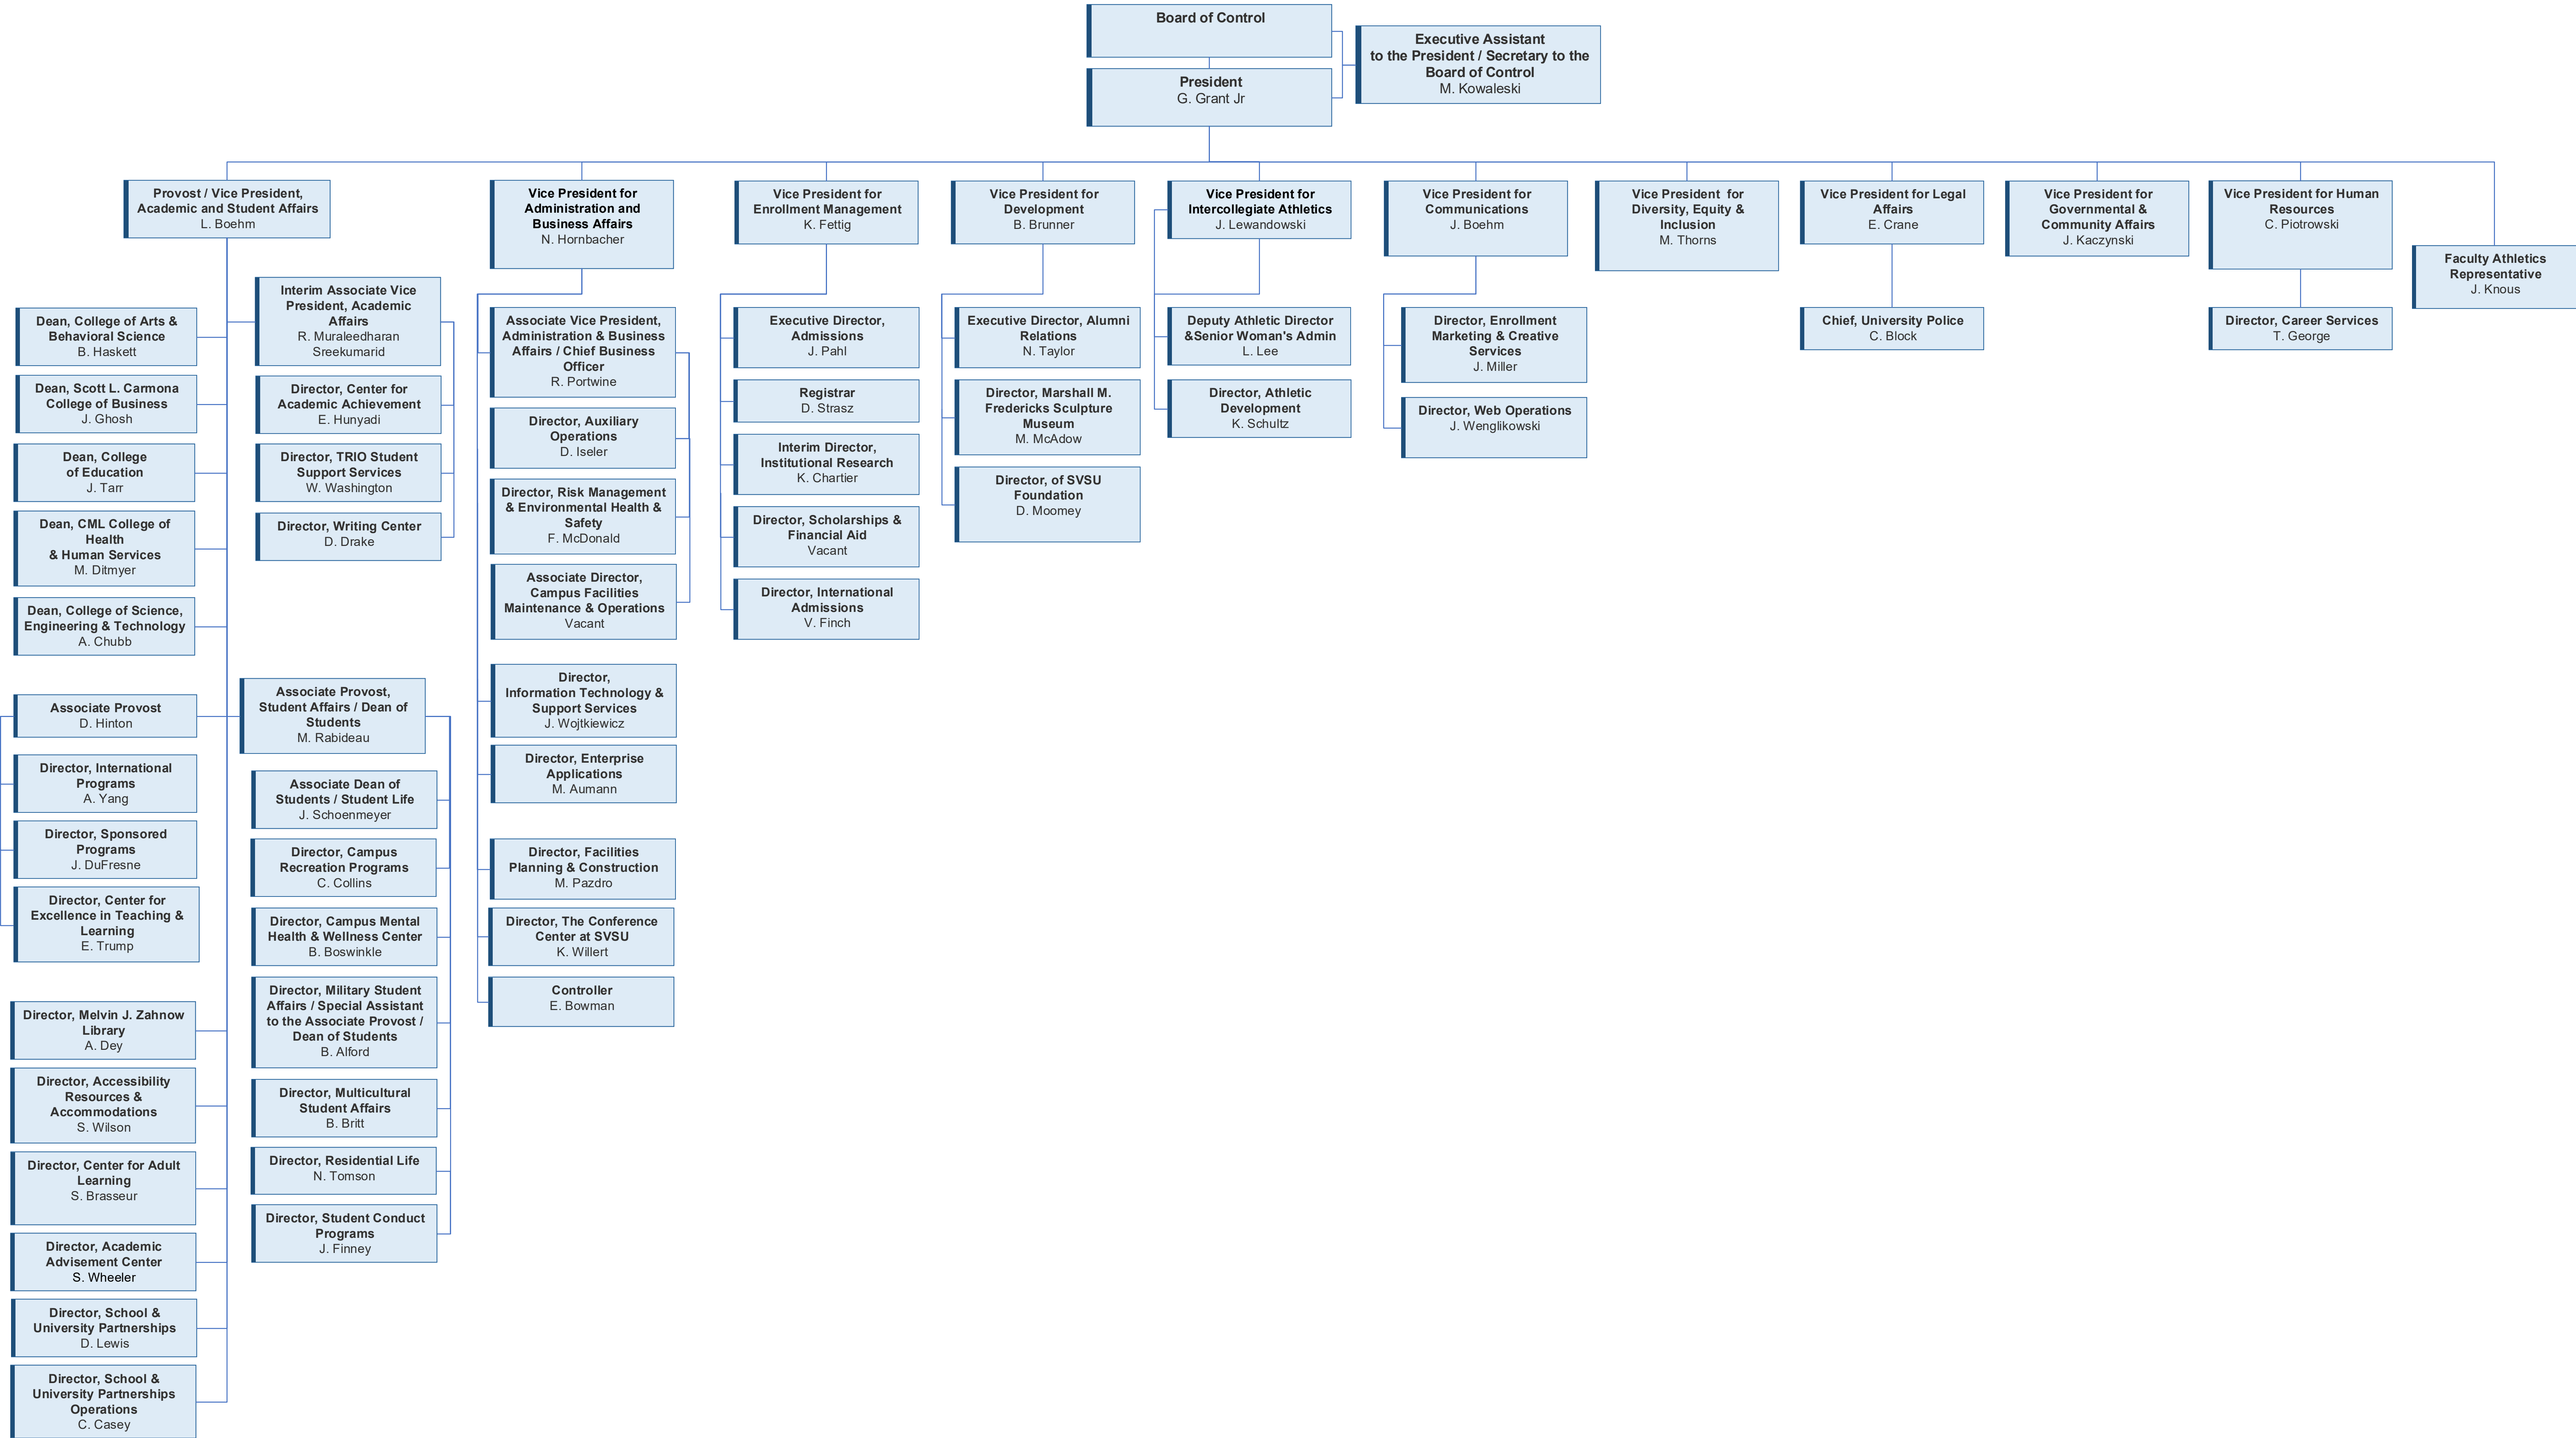 Board of Control
Executive Assistant
to the President / Secretary to the
Board of Control
M. Kowaleski
President
G. Grant Jr
Provost / Vice President,
Academic and Student Affairs
L. Boehm
Vice President for
Administration and
Business Affairs
N. Hornbacher
Vice President for
Enrollment Management
K. Fettig
Vice President for
Development
B. Brunner
Vice President for
Intercollegiate Athletics
J. Lewandowski
Vice President for
Communications
J. Boehm
Vice President for
Diversity, Equity &
Inclusion
M. Thorns
Vice President for Legal
Affairs
E. Crane
Vice President for
Governmental &
Community Affairs
J. Kaczynski
Vice President for Human
Resources
C. Piotrowski
Faculty Athletics
Representative
J. Knous
Dean, College of Arts &
Behavioral Science
B. Haskett
Dean, Scott L. Carmona
College of Business
J. Ghosh
Dean, College
of Education
J. Tarr
Dean, CML College of
Health
& Human Services
M. Ditmyer
Dean, College of Science,
Engineering & Technology
A. Chubb
Associate Provost
D. Hinton
Director, International
Programs
A. Yang
Director, Sponsored
Programs
J. DuFresne
Director, Center for
Excellence in Teaching &
Learning
E. Trump
Director, Melvin J. Zahnow
Library
A. Dey
Director, Accessibility
Resources &
Accommodations
S. Wilson
Director, Center for Adult
Learning
S. Brasseur
Director, Academic
Advisement Center
S. Wheeler
Director, School &
University Partnerships
D. Lewis
Director, School &
University Partnerships
Operations
C. Casey
Interim Associate Vice
President, Academic
Affairs
R. Muraleedharan
Sreekumarid
Director, Center for
Academic Achievement
E. Hunyadi
Director, TRIO Student
Support Services
W. Washington
Director, Writing Center
D. Drake
Associate Provost,
Student Affairs / Dean of
Students
M. Rabideau
Associate Dean of
Students / Student Life
J. Schoenmeyer
Director, Campus
Recreation Programs
C. Collins
Director, Campus Mental
Health & Wellness Center
B. Boswinkle
Director, Military Student
Affairs / Special Assistant
to the Associate Provost /
Dean of Students
B. Alford
Director, Multicultural
Student Affairs
B. Britt
Director, Residential Life
N. Tomson
Director, Student Conduct
Programs
J. Finney
Associate Vice President,
Administration & Business
Affairs / Chief Business
Officer
R. Portwine
Director, Auxiliary
Operations
D. Iseler
Director, Risk Management
& Environmental Health &
Safety
F. McDonald
Associate Director,
Campus Facilities
Maintenance & Operations
Vacant
Director,
Information Technology &
Support Services
J. Wojtkiewicz
Director, Enterprise
Applications
M. Aumann
Director, Facilities
Planning & Construction
M. Pazdro
Director, The Conference
Center at SVSU
K. Willert
Controller
E. Bowman
Executive Director,
Admissions
J. Pahl
Registrar
D. Strasz
Interim Director,
Institutional Research
K. Chartier
Director, Scholarships &
Financial Aid
Vacant
Director, International
Admissions
V. Finch
Executive Director, Alumni
Relations
N. Taylor
Director, Marshall M.
Fredericks Sculpture
Museum
M. McAdow
Director, of SVSU
Foundation
D. Moomey
Deputy Athletic Director
&Senior Woman's Admin
L. Lee
Director, Athletic
Development
K. Schultz
Director, Enrollment
Marketing & Creative
Services
J. Miller
Director, Web Operations
J. Wenglikowski
Chief, University Police
C. Block
Director, Career Services
T. George